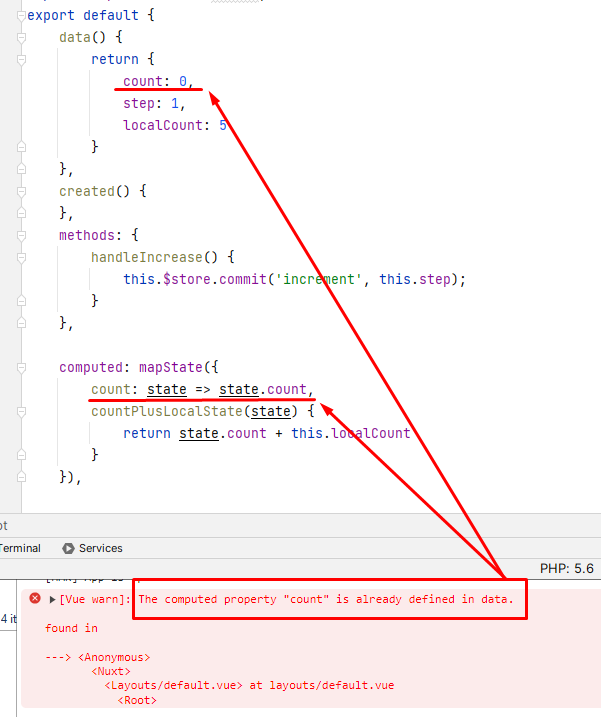 export default {
    data() {
        return {
            count: 0,
            step: 1,
            localCount: 5
        }
    },
    created() {
    },
    methods: {
        handleIncrease() {
            this.$store.commit('increment', this.step);
        }
    },

    computed: mapState({
        count: state => state.count,
        countPlusLocalState(state) {
            return state.count + this.localCount
        }
    }),
ot
Terminal Services
PHP: 5.6
▶[Vue warn]: The computed property "count" is already defined in data.
4 it
found in
---> <Anonymous>
<Nuxt>
<Layouts/default.vue> at layouts/default.vue
<Root>